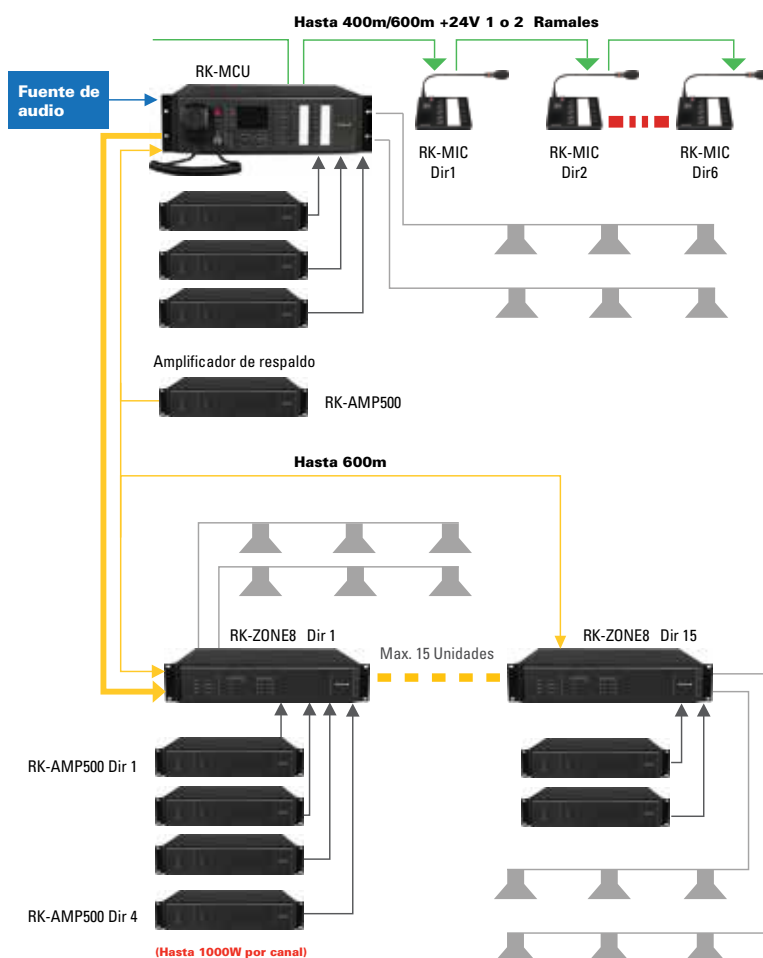 Hasta 400m/600m +24V 1 o 2 Ramales
RK-MCU
Fuente de
audio
RK-MIC
Dir1
RK-MIC
Dir2
RK-MIC
Dir6
Amplificador de respaldo
RK-AMP500
Hasta 600m
RK-ZONE8 Dir 1
Max. 15 Unidades
RK-ZONE8 Dir 15
RK-AMP500 Dir 1
RK-AMP500 Dir 4
(Hasta 1000W por canal)